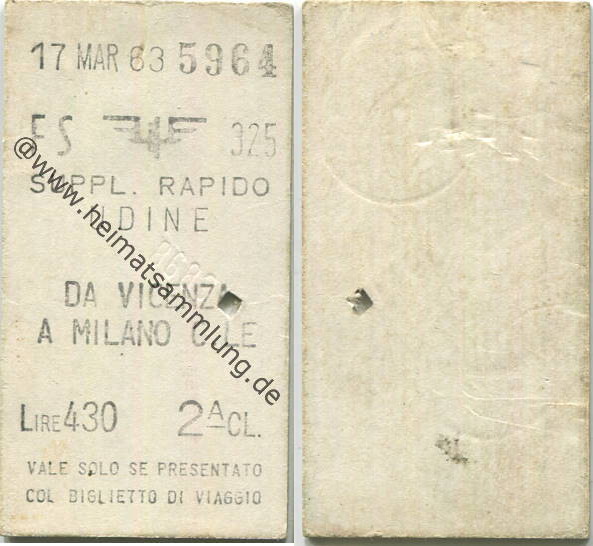 17 MAR 63 5964
FS 325
SUPPL. RAPIDO
UDINE
DA VICENZA
A MILANO C.LE
LIRE 430 2A CL.
VALE SOLO SE PRESENTATO
COL BIGLIETTO DI VIAGGIO
@www.heimatsammlung.de